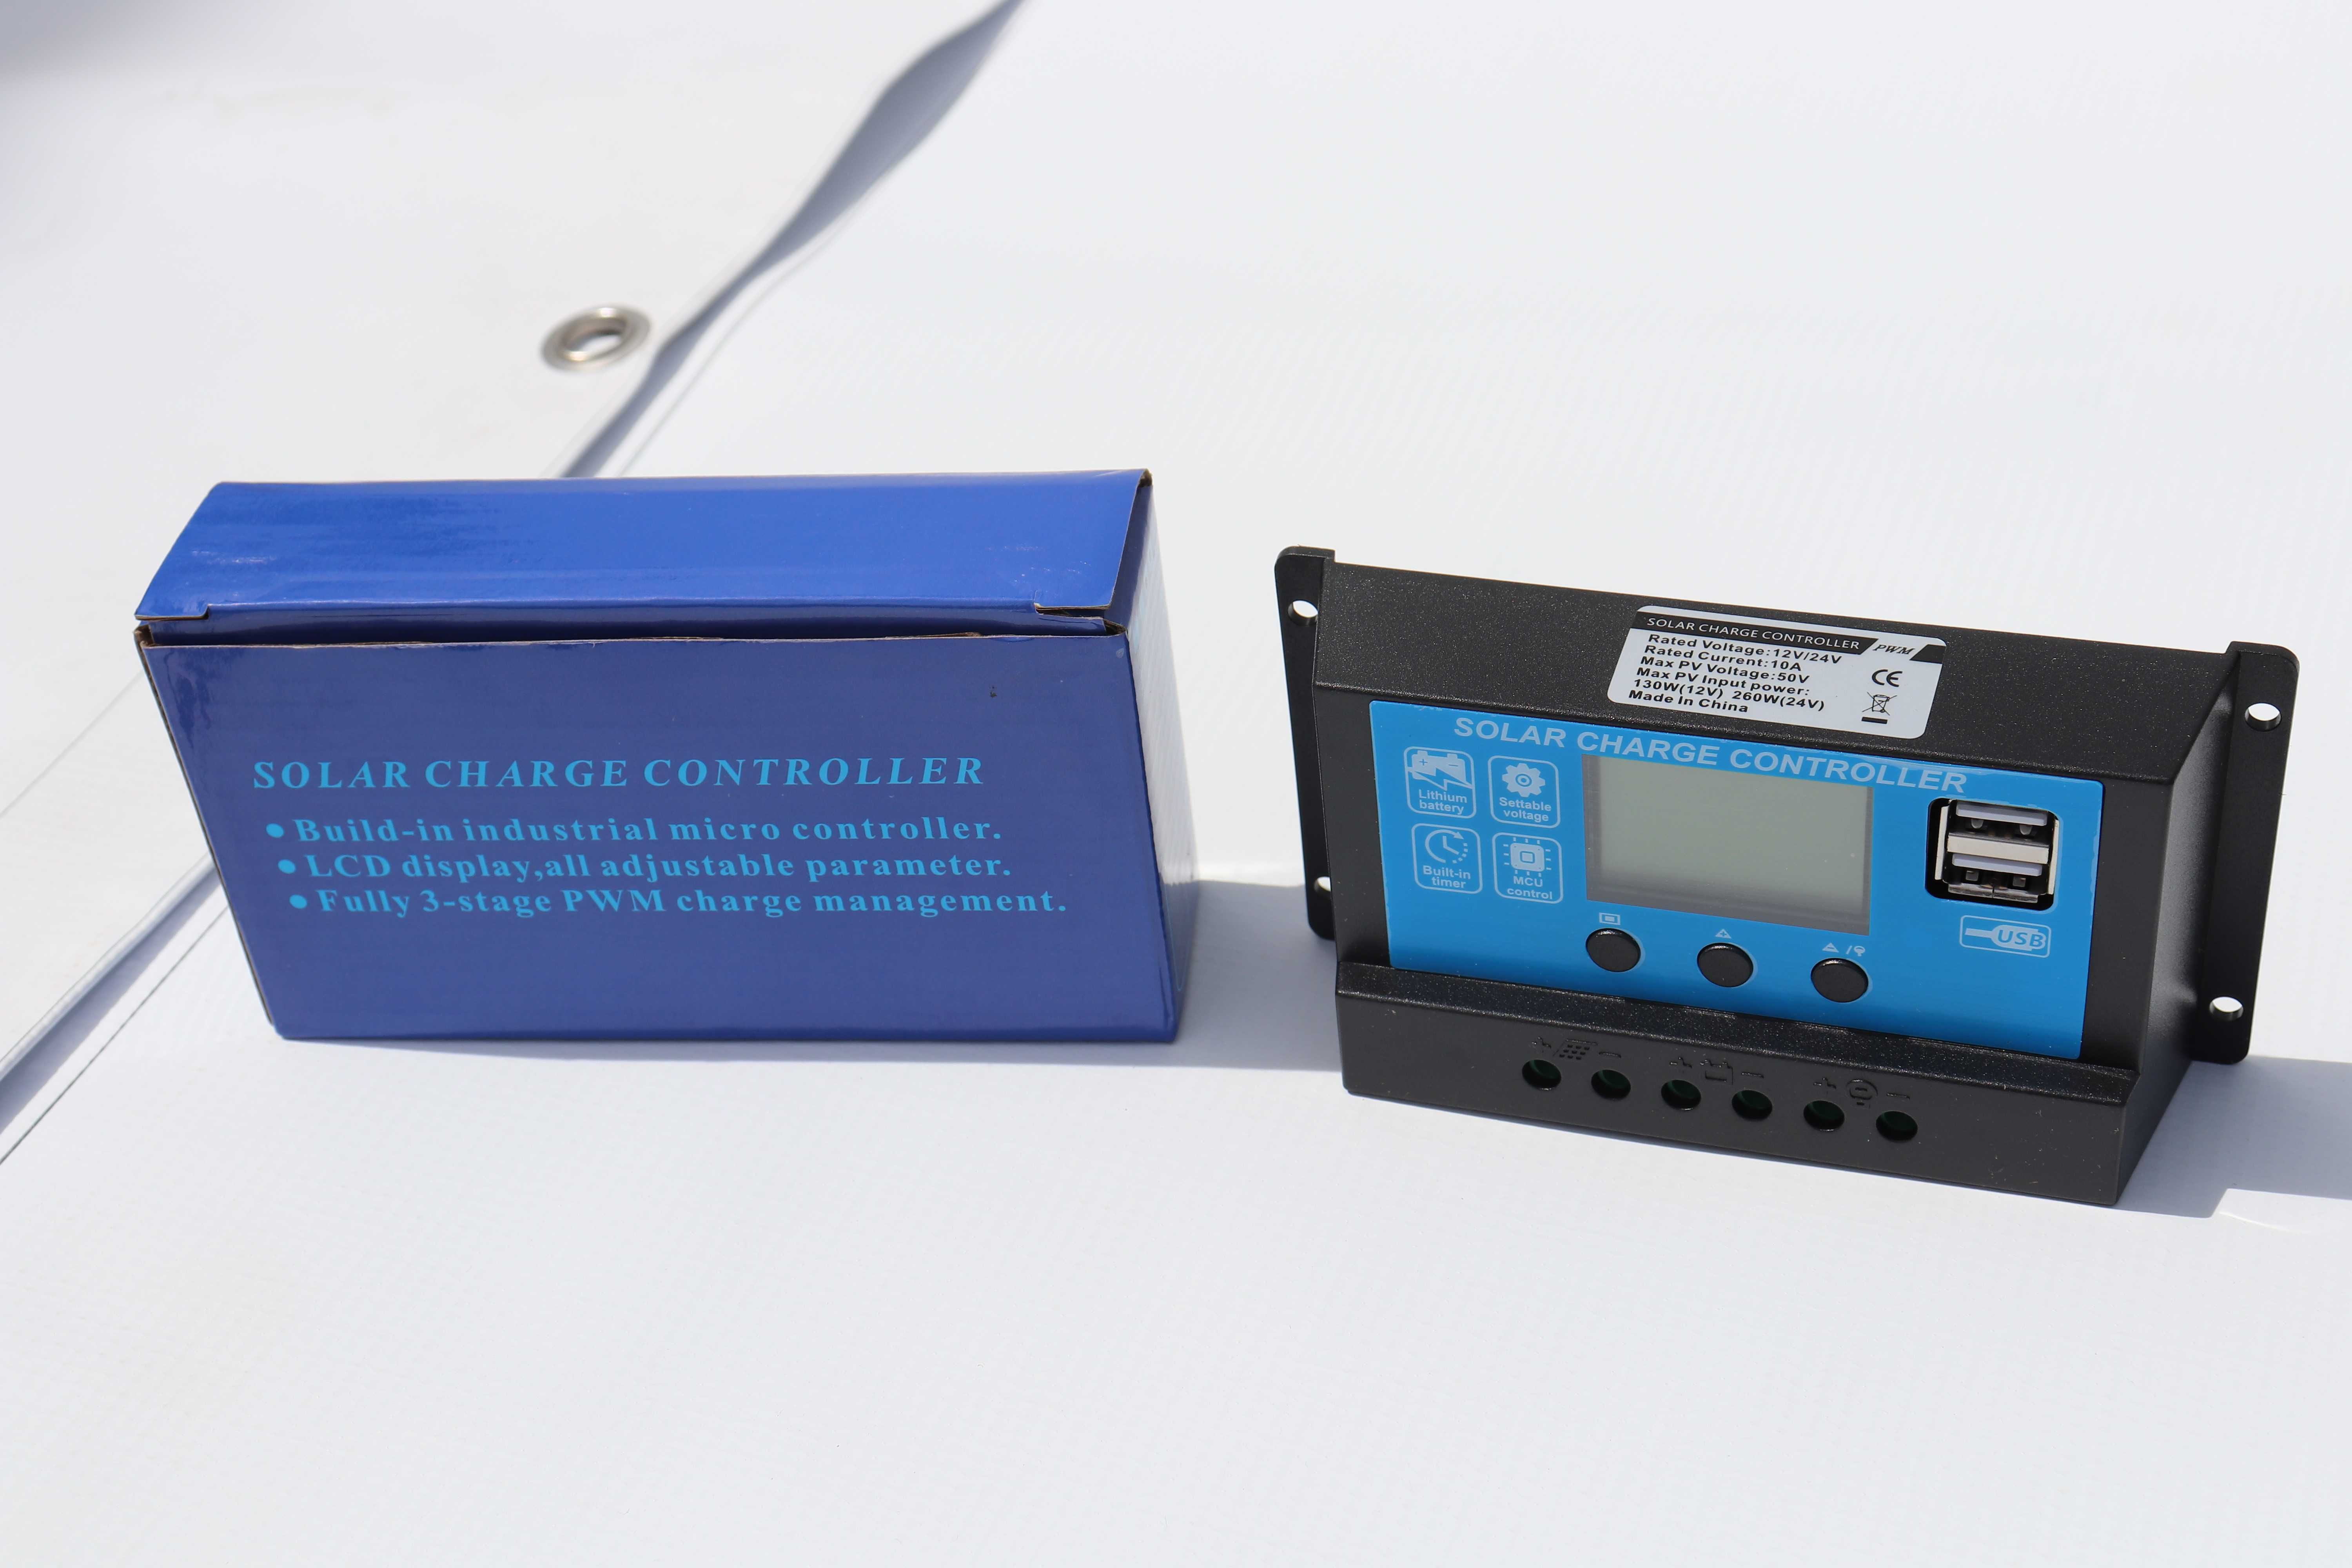 SOLAR CHARGE CONTROLLER
● Build-in industrial micro controller.
● LCD display,all adjustable parameter.
● Fully 3-stage PWM charge management.
SOLAR CHARGE CONTROLLER PWM
Rated Voltage:12V/24V
Rated Current:10A
Max PV Voltage:50V
Max PV Input power:
130W(12V) 260W(24V)
Made In China
CE
SOLAR CHARGE CONTROLLER
Lithium
battery
Settable
voltage
Built-in
timer
MCU
control
USB